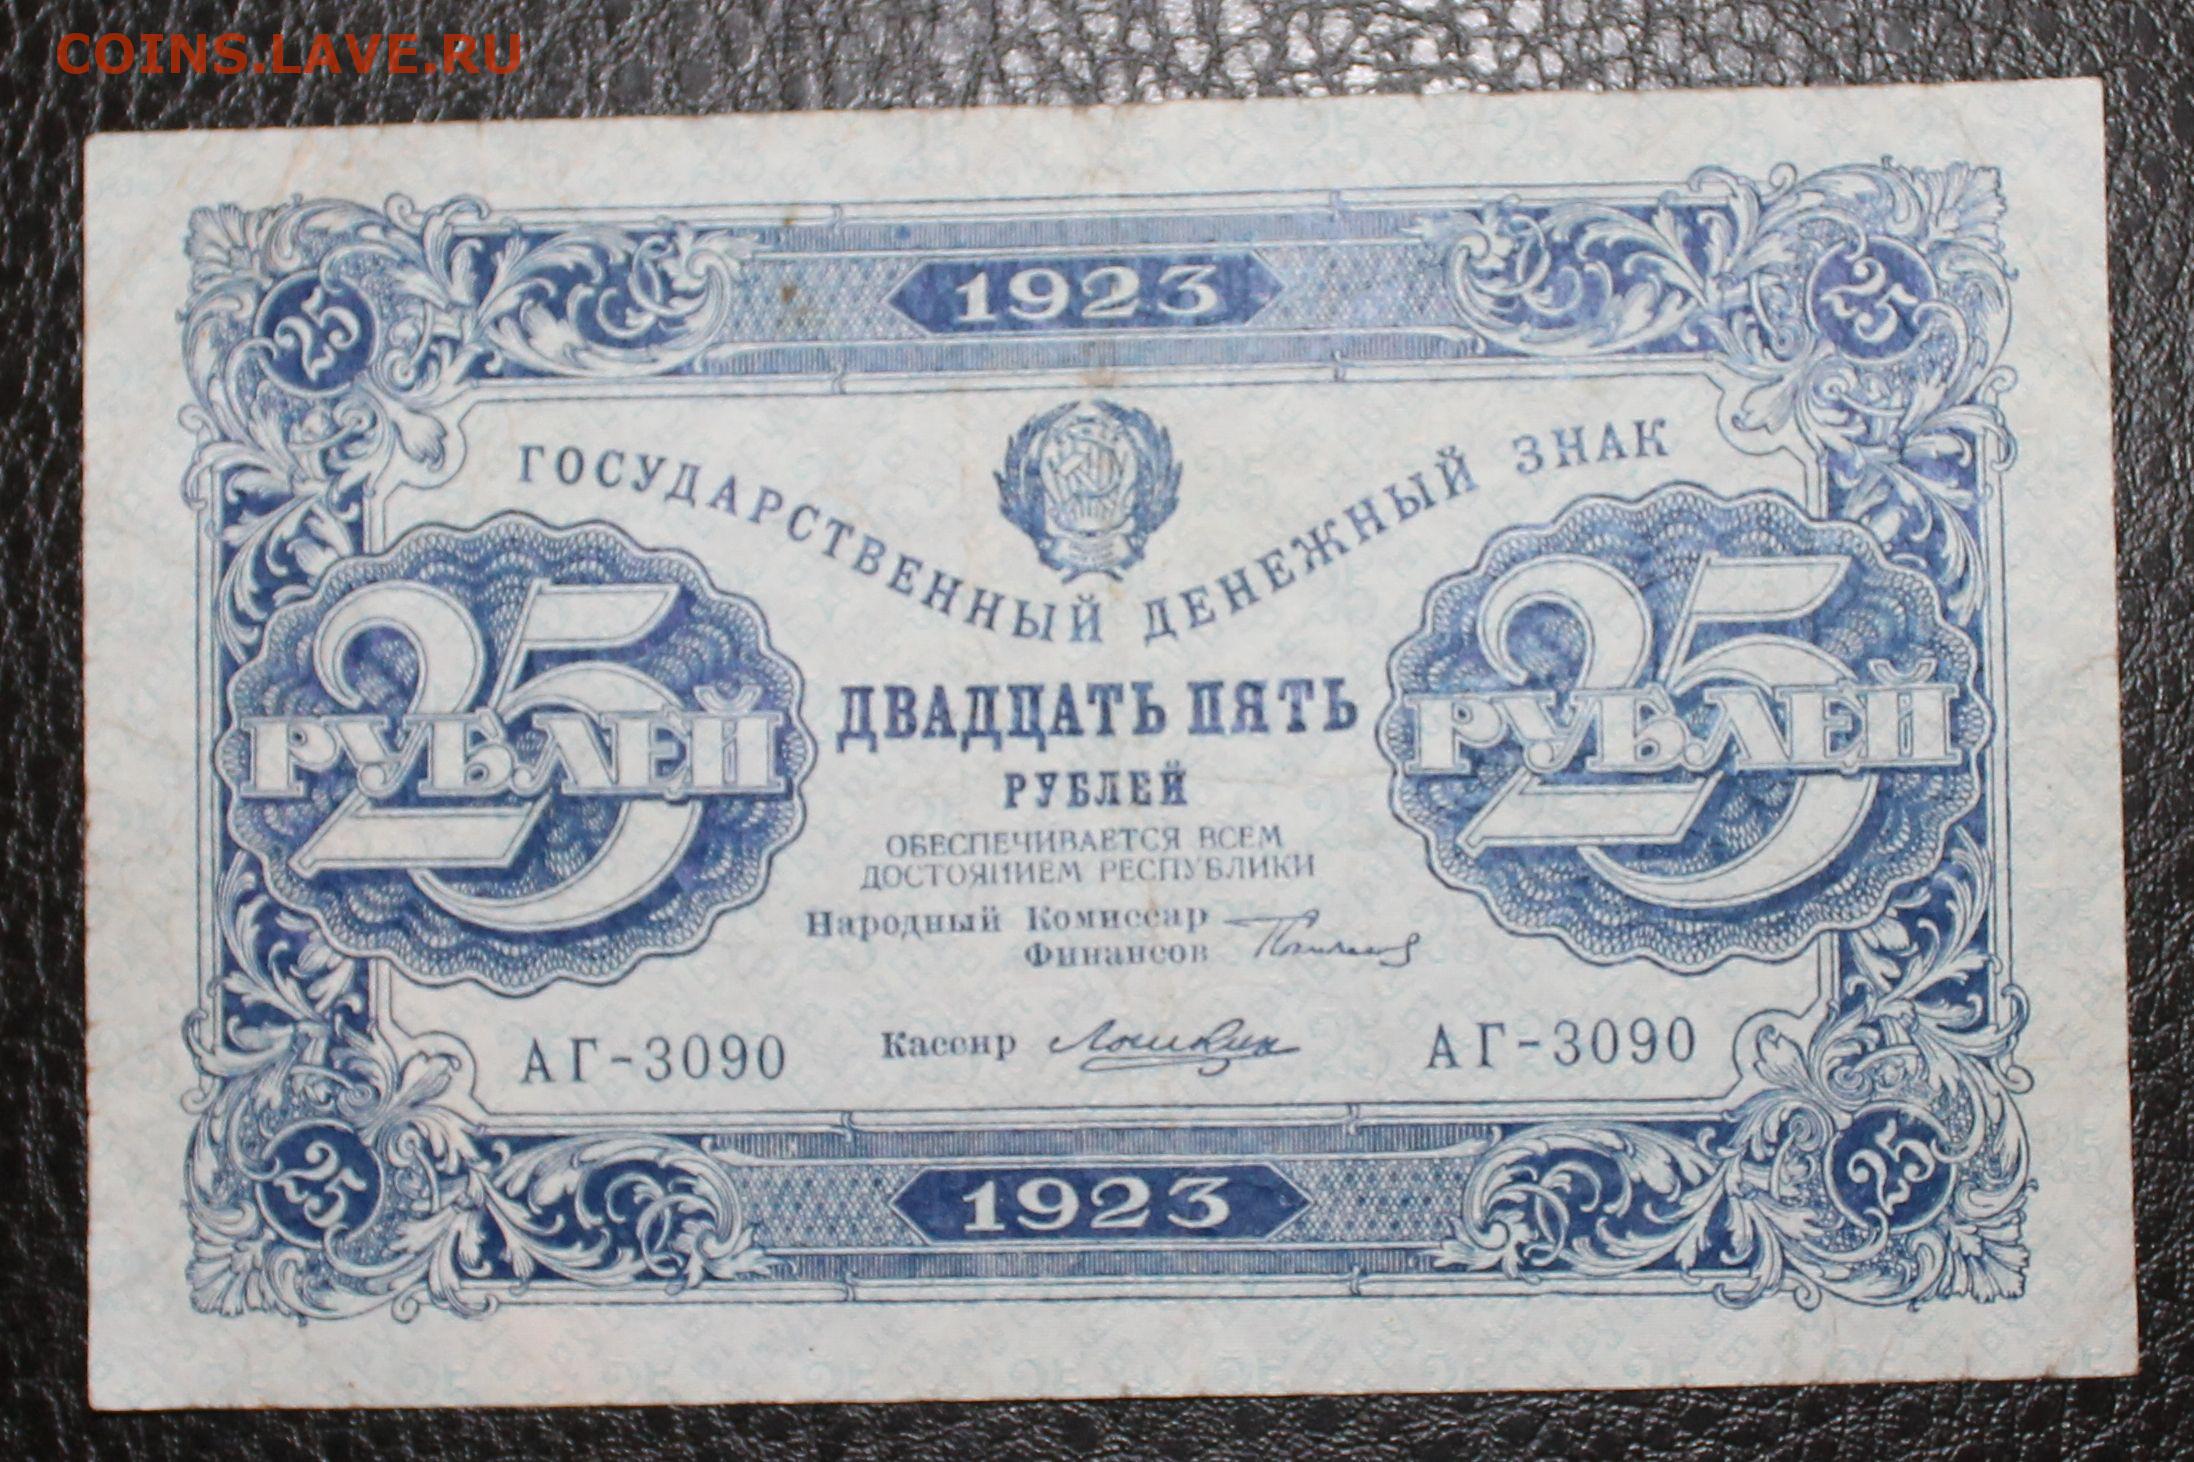 COINS.LAVE.RU
1923
25 25
ГОСУДАРСТВЕННЫЙ ДЕНЕЖНЫЙ ЗНАК
25 РУБЛЕЙ
ДВАДЦАТЬ ПЯТЬ
РУБЛЕЙ
25 РУБЛЕЙ
ОБЕСПЕЧИВАЕТСЯ ВСЕМ
ДОСТОЯНИЕМ РЕСПУБЛИКИ
Народный Комиссар
Финансов
АГ-3090 Кассир АГ-3090
25 25
1923